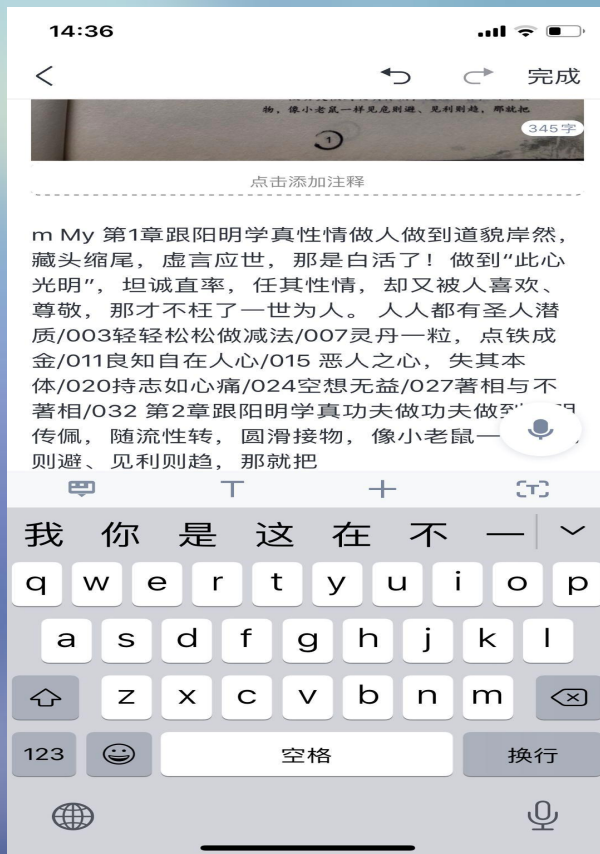 14:36
完成
物，像小老鼠一样见危则避、见利则趋，那就把
1
345字
点击添加注释
m My 第1章跟阳明学真性情做人做到道貌岸然，
藏头缩尾，虚言应世，那是白活了！做到“此心
光明”，坦诚直率，任其性情，却又被人喜欢、
尊敬，那才不枉了一世为人。 人人都有圣人潜
质/003轻轻松松做减法/007灵丹一粒，点铁成
金/011良知自在人心/015 恶人之心，失其本
体/020持志如心痛/024空想无益/027著相与不
著相/032 第2章跟阳明学真功夫做功夫做到
传佩，随流性转，圆滑接物，像小老鼠一
则避、见利则趋，那就把
T
T
我 你 是 这 在 不 一
q w e r t y u i o p
a s d f g h j k l
z x c v b n m
123 空格 换行